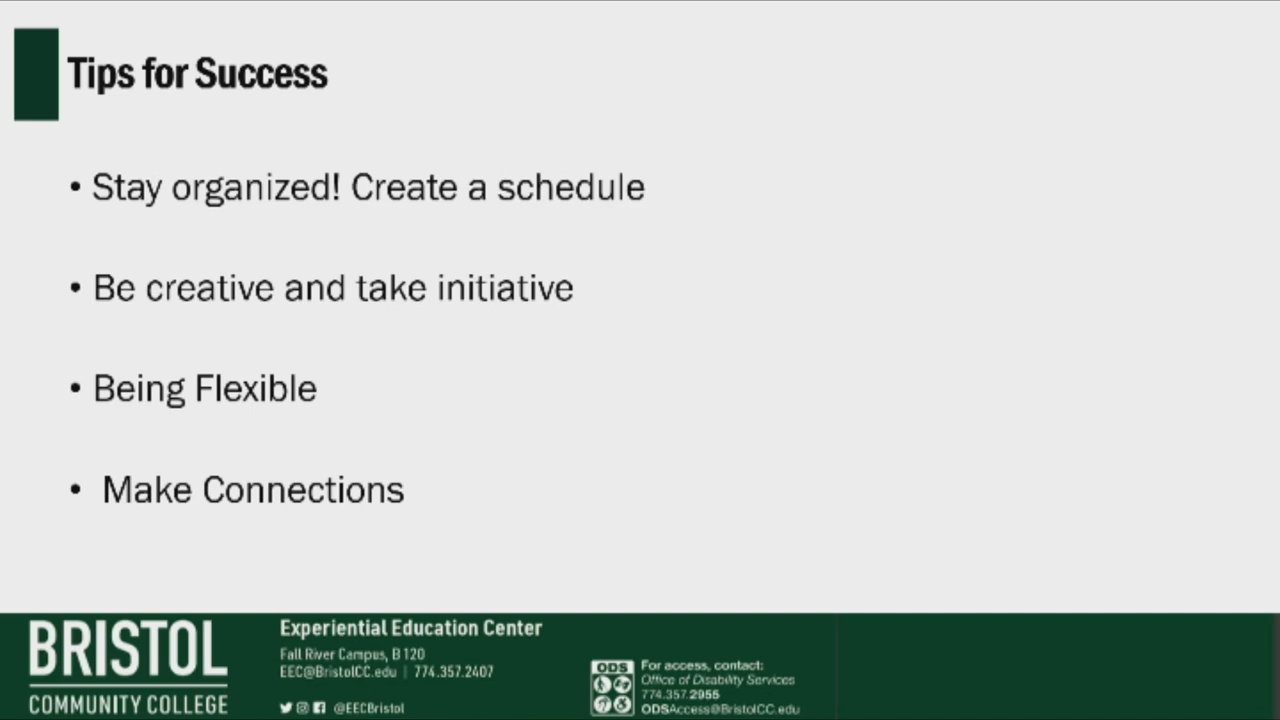 Tips for Success
• Stay organized! Create a schedule
• Be creative and take initiative
• Being Flexible
• Make Connections
BRISTOL
COMMUNITY COLLEGE
Experiential Education Center
Fall River Campus, B120
EEC@BristolCC.edu | 774.357.2407
@EECBristol
ODS
For access, contact:
Office of Disability Services
774.357.2955
ODSAccess@BristolCC.edu